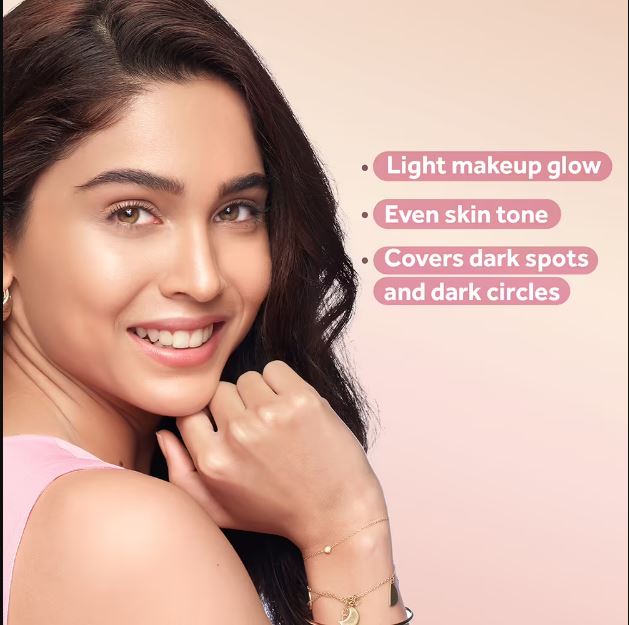 • Light makeup glow
• Even skin tone
• Covers dark spots
and dark circles